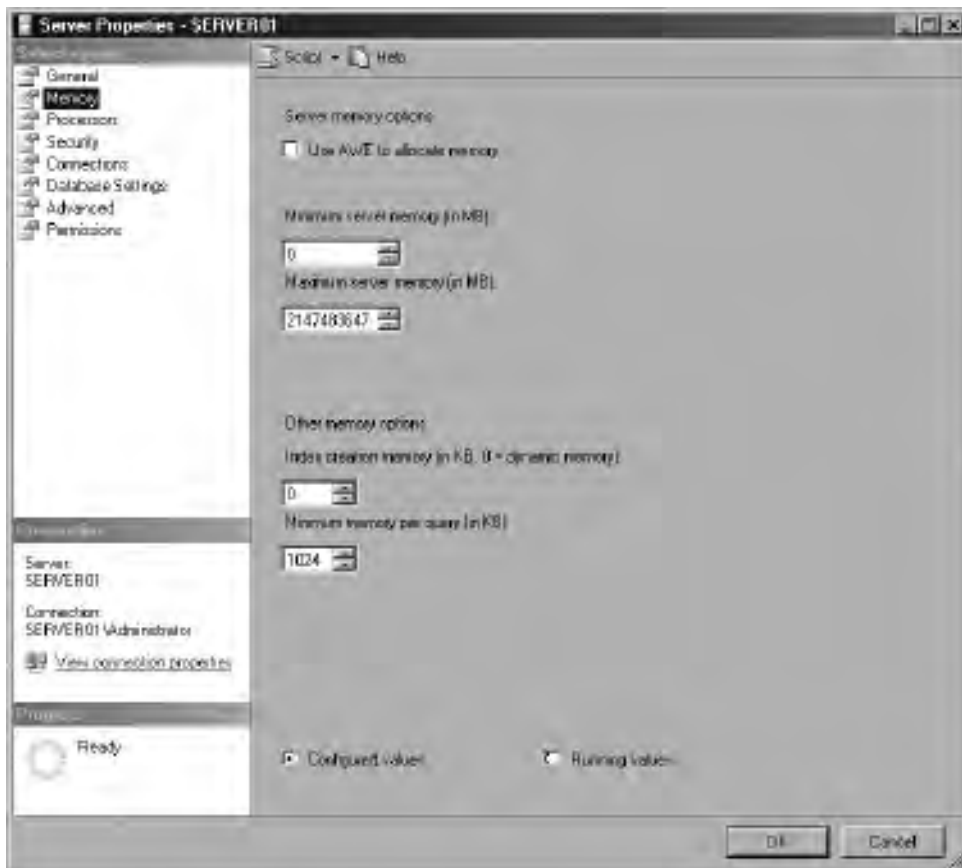 Server Properties - SERVER01
Script Help
General
Memory
Processors
Security
Connections
Database Settings
Advanced
Permissions
Server memory options
Use AWE to allocate memory
Minimum server memory (in MB):
0
Maximum server memory (in MB):
2147483647
Other memory options
Index creation memory (in KB, 0 = dynamic memory):
0
Minimum memory per query (in KB):
1024
Connection
Server:
SERVER01
Connection:
SERVER01\Administrator
View connection properties
Progress
Ready
Configured values
Running values
OK
Cancel